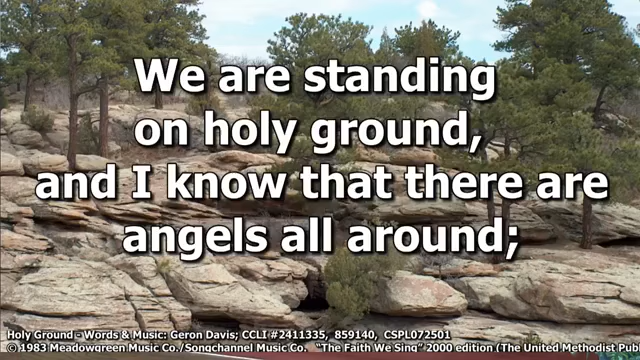 We are standing
on holy ground,
and I know that there are
angels all around;
Holy Ground - Words & Music: Geron Davis; CCLI #2411335, 859140, CSPL072501
© 1983 Meadowgreen Music Co./Songchannel Music Co. "The Faith We Sing" 2000 edition (The United Methodist Pub